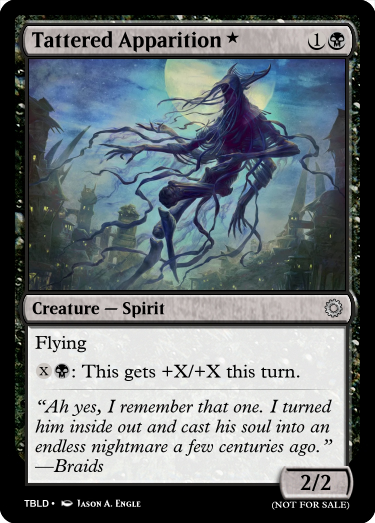 Tattered Apparition ★ 1
Creature — Spirit
Flying
X: This gets +X/+X this turn.
“Ah yes, I remember that one. I turned
him inside out and cast his soul into an
endless nightmare a few centuries ago.”
—Braids
2/2
TBLD • Jason A. Engle
(NOT FOR SALE)